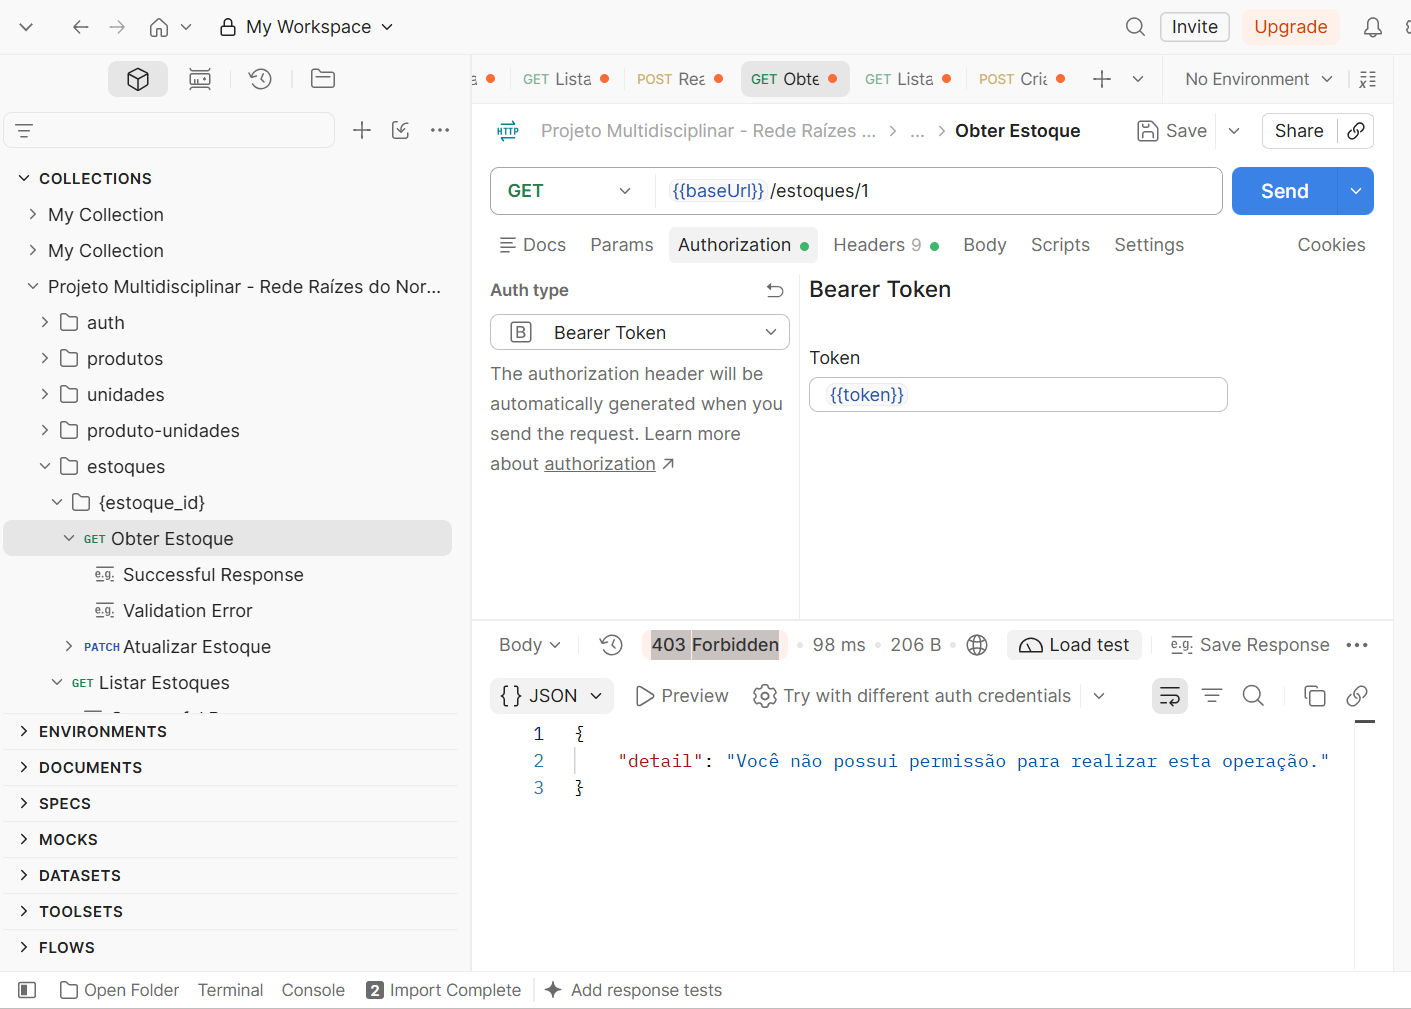 My Workspace
Invite
Upgrade
GET Lista
POST Rea
GET Obte
GET Lista
POST Cria
No Environment
HTTP
Projeto Multidisciplinar - Rede Raízes ...
...
Obter Estoque
Save
Share
COLLECTIONS
My Collection
My Collection
Projeto Multidisciplinar - Rede Raízes do Nor...
auth
produtos
unidades
produto-unidades
estoques
{estoque_id}
GET Obter Estoque
e.g. Successful Response
e.g. Validation Error
PATCH Atualizar Estoque
GET Listar Estoques
ENVIRONMENTS
DOCUMENTS
SPECS
MOCKS
DATASETS
TOOLSETS
FLOWS
GET
{{baseUrl}} /estoques/1
Send
Docs
Params
Authorization
Headers 9
Body
Scripts
Settings
Cookies
Auth type
B Bearer Token
The authorization header will be
automatically generated when you
send the request. Learn more
about authorization
Bearer Token
Token
{{token}}
Body
403 Forbidden
98 ms
206 B
Load test
e.g. Save Response
{} JSON
Preview
Try with different auth credentials
1 {
2 "detail": "Você não possui permissão para realizar esta operação."
3 }
Open Folder
Terminal
Console
2 Import Complete
Add response tests